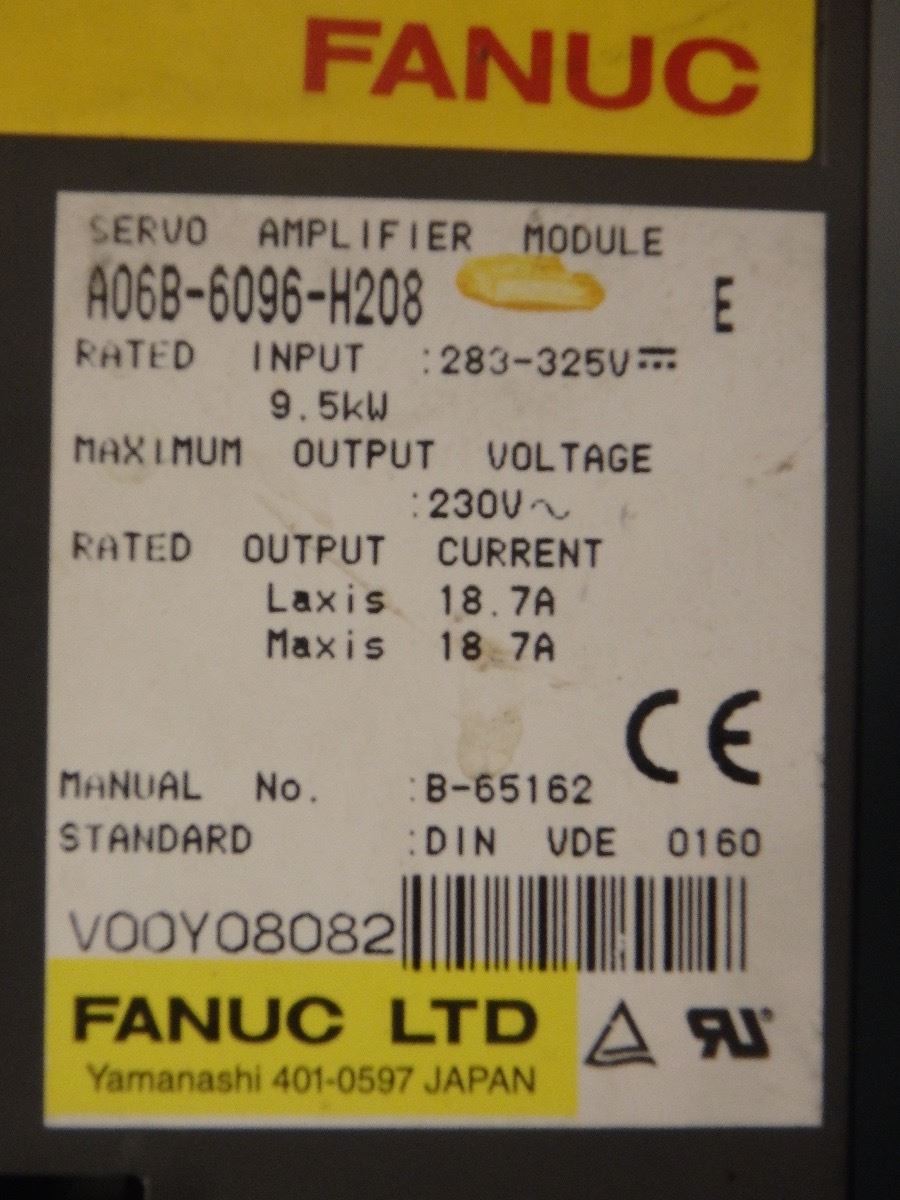 FANUC
SERVO AMPLIFIER MODULE
A06B-6096-H208 E
RATED INPUT :283-325V⎓
9.5kW
MAXIMUM OUTPUT VOLTAGE
:230V~
RATED OUTPUT CURRENT
Laxis 18.7A
Maxis 18.7A
CE
MANUAL No. :B-65162
STANDARD :DIN VDE 0160
V00Y08082
FANUC LTD
Yamanashi 401-0597 JAPAN